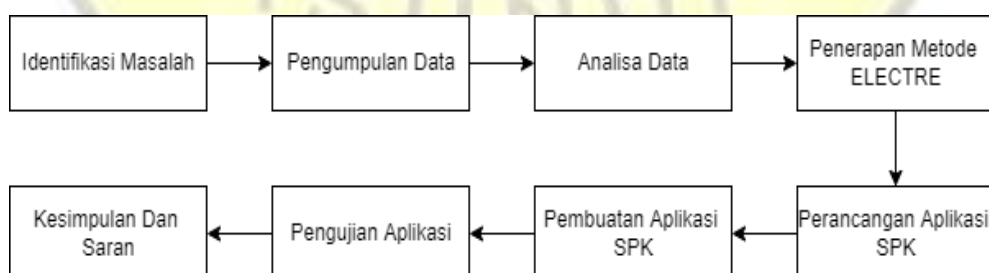 Identifikasi Masalah
Pengumpulan Data
Analisa Data
Penerapan Metode
ELECTRE
Perancangan Aplikasi
SPK
Pembuatan Aplikasi
SPK
Pengujian Aplikasi
Kesimpulan Dan
Saran